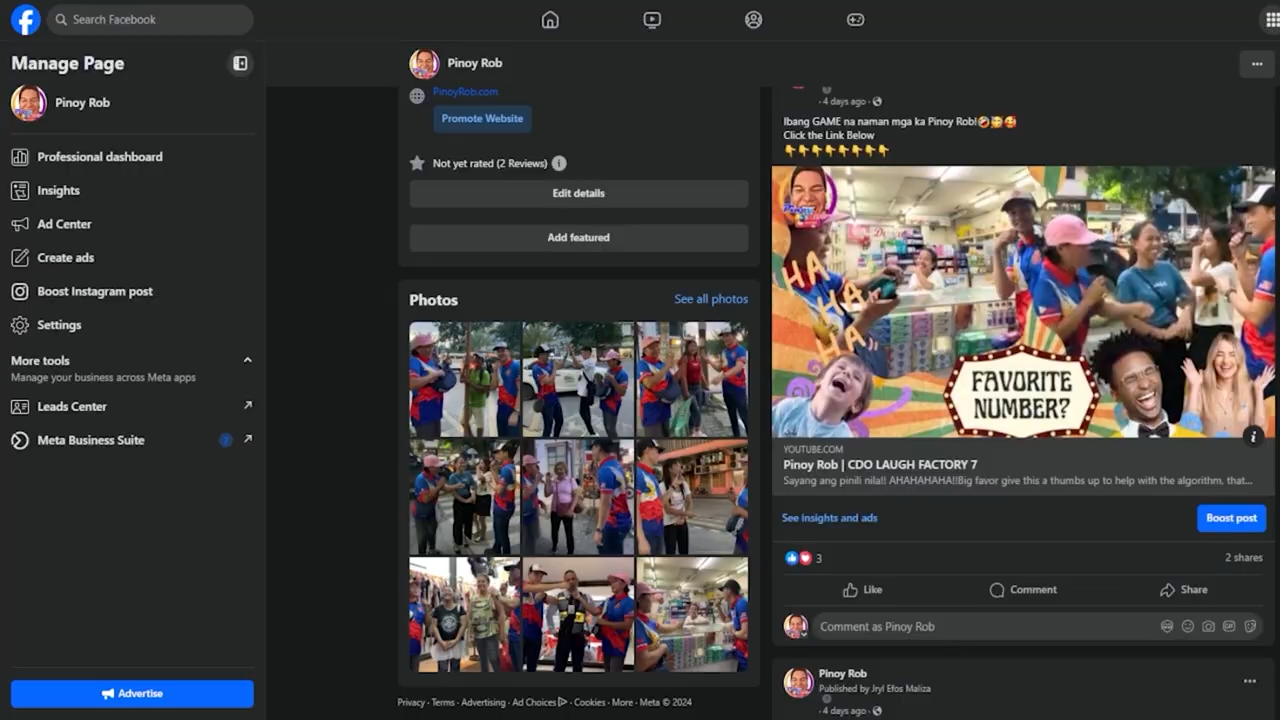 Search Facebook
Manage Page
Pinoy Rob
Professional dashboard
Insights
Ad Center
Create ads
Boost Instagram post
Settings
More tools
Manage your business across Meta apps
Leads Center
Meta Business Suite
7
Advertise
Pinoy Rob
PinoyRob.com
Promote Website
Not yet rated (2 Reviews)
Edit details
Add featured
Photos
See all photos
Privacy · Terms · Advertising · Ad Choices · Cookies · More · Meta © 2024
· 4 days ago ·
Ibang GAME na naman mga ka Pinoy Rob!🤣🥰🥰
Click the Link Below
👇👇👇👇👇👇👇👇
HA
HA
HA
FAVORITE
NUMBER?
YOUTUBE.COM
Pinoy Rob | CDO LAUGH FACTORY 7
Sayang ang pinili nila!! AHAHAHAHA!!Big favor give this a thumbs up to help with the algorithm, that...
See insights and ads
Boost post
3
2 shares
Like
Comment
Share
Comment as Pinoy Rob
Pinoy Rob
Published by Jryl Efos Maliza
· 4 days ago ·